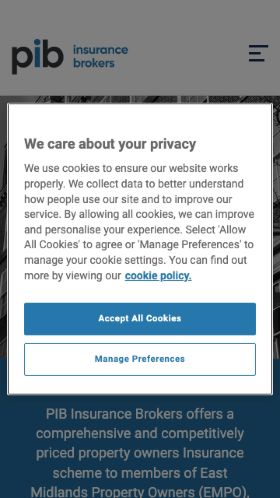 pib insurance
brokers
We care about your privacy
We use cookies to ensure our website works
properly. We collect data to better understand
how people use our site and to improve our
service. By allowing all cookies, we can improve
and personalise your experience. Select 'Allow
All Cookies' to agree or 'Manage Preferences' to
manage your cookie settings. You can find out
more by viewing our cookie policy.
Accept All Cookies
Manage Preferences
PIB Insurance Brokers offers a
comprehensive and competitively
priced property owners Insurance
scheme to members of East
Midlands Property Owners (EMPO),